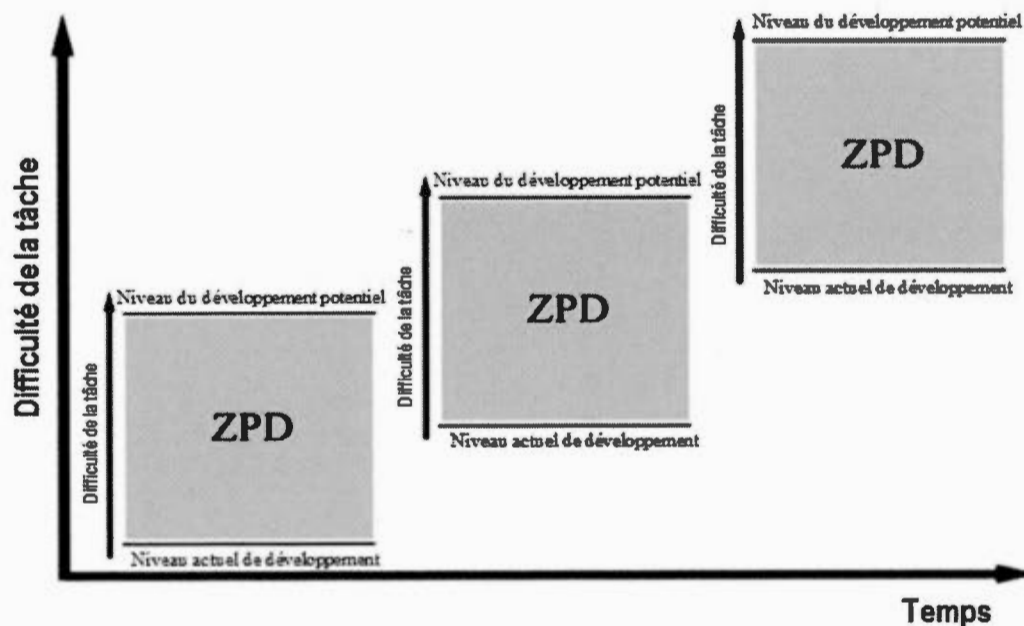 Difficulté de la tâche
Niveau du développement potentiel
Difficulté de la tâche
ZPD
Niveau actuel de développement
Niveau du développement potentiel
Difficulté de la tâche
ZPD
Niveau actuel de développement
Niveau du développement potentiel
Difficulté de la tâche
ZPD
Niveau actuel de développement
Temps